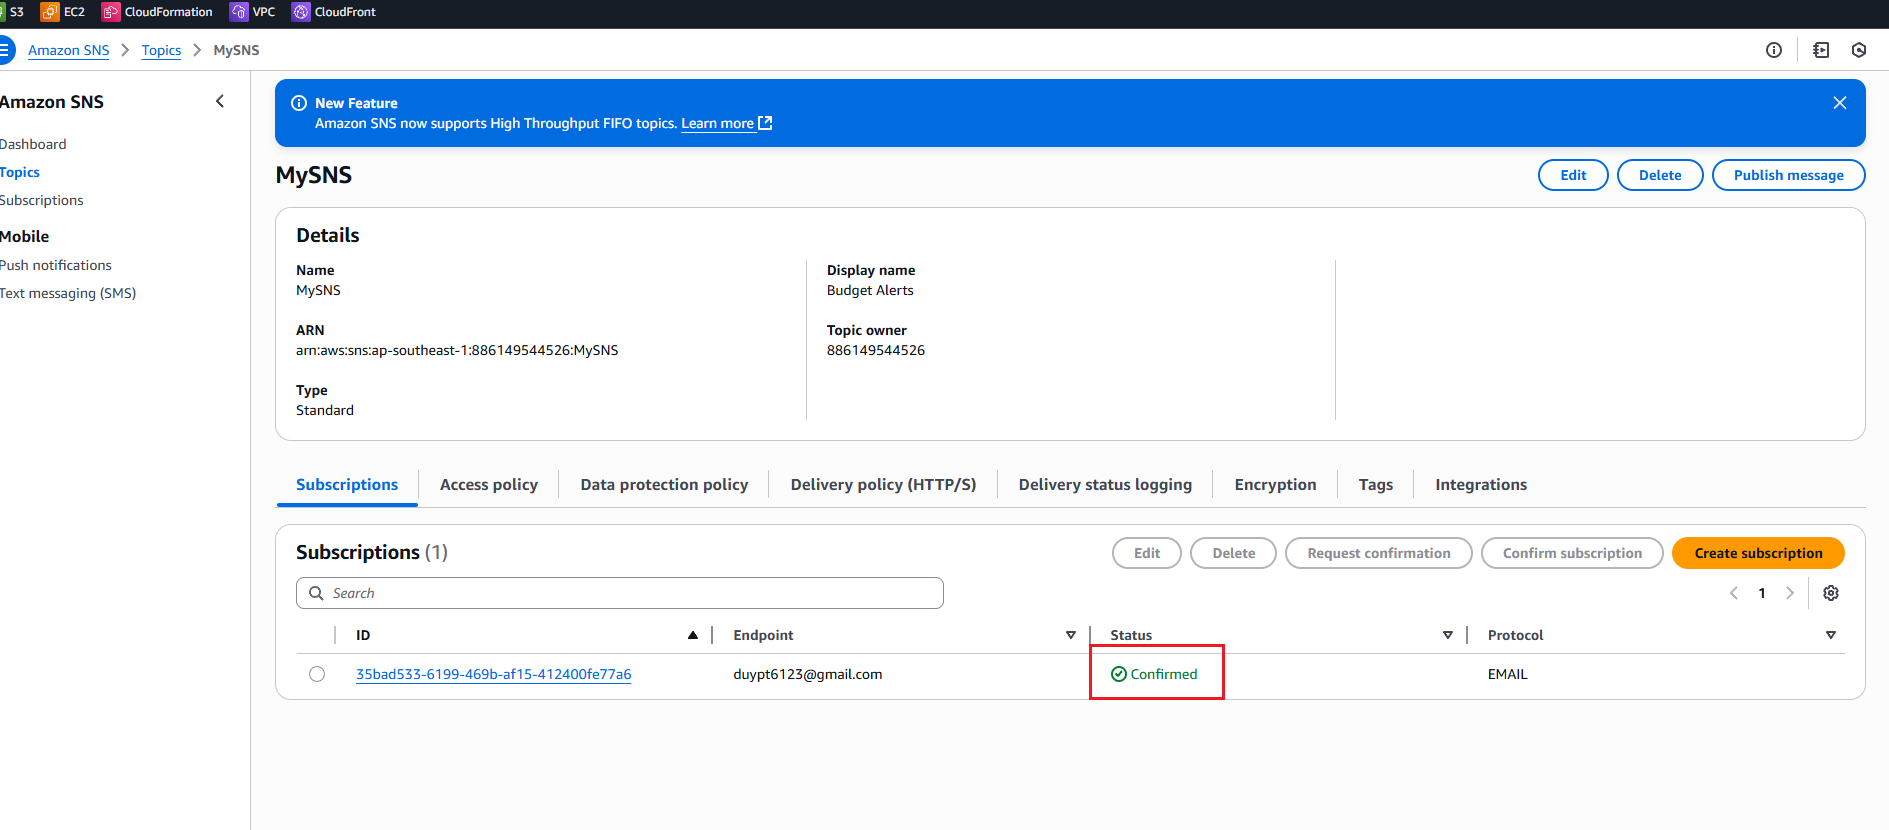 S3 EC2 CloudFormation VPC CloudFront
Amazon SNS Topics MySNS
Amazon SNS
Dashboard
Topics
Subscriptions
Mobile
Push notifications
Text messaging (SMS)
New Feature
Amazon SNS now supports High Throughput FIFO topics. Learn more
MySNS
Edit Delete Publish message
Details
Name
MySNS
ARN
arn:aws:sns:ap-southeast-1:886149544526:MySNS
Type
Standard
Display name
Budget Alerts
Topic owner
886149544526
Subscriptions Access policy Data protection policy Delivery policy (HTTP/S) Delivery status logging Encryption Tags Integrations
Subscriptions (1)
Edit Delete Request confirmation Confirm subscription Create subscription
Search
1
ID Endpoint Status Protocol
35bad533-6199-469b-af15-412400fe77a6 duypt6123@gmail.com Confirmed EMAIL